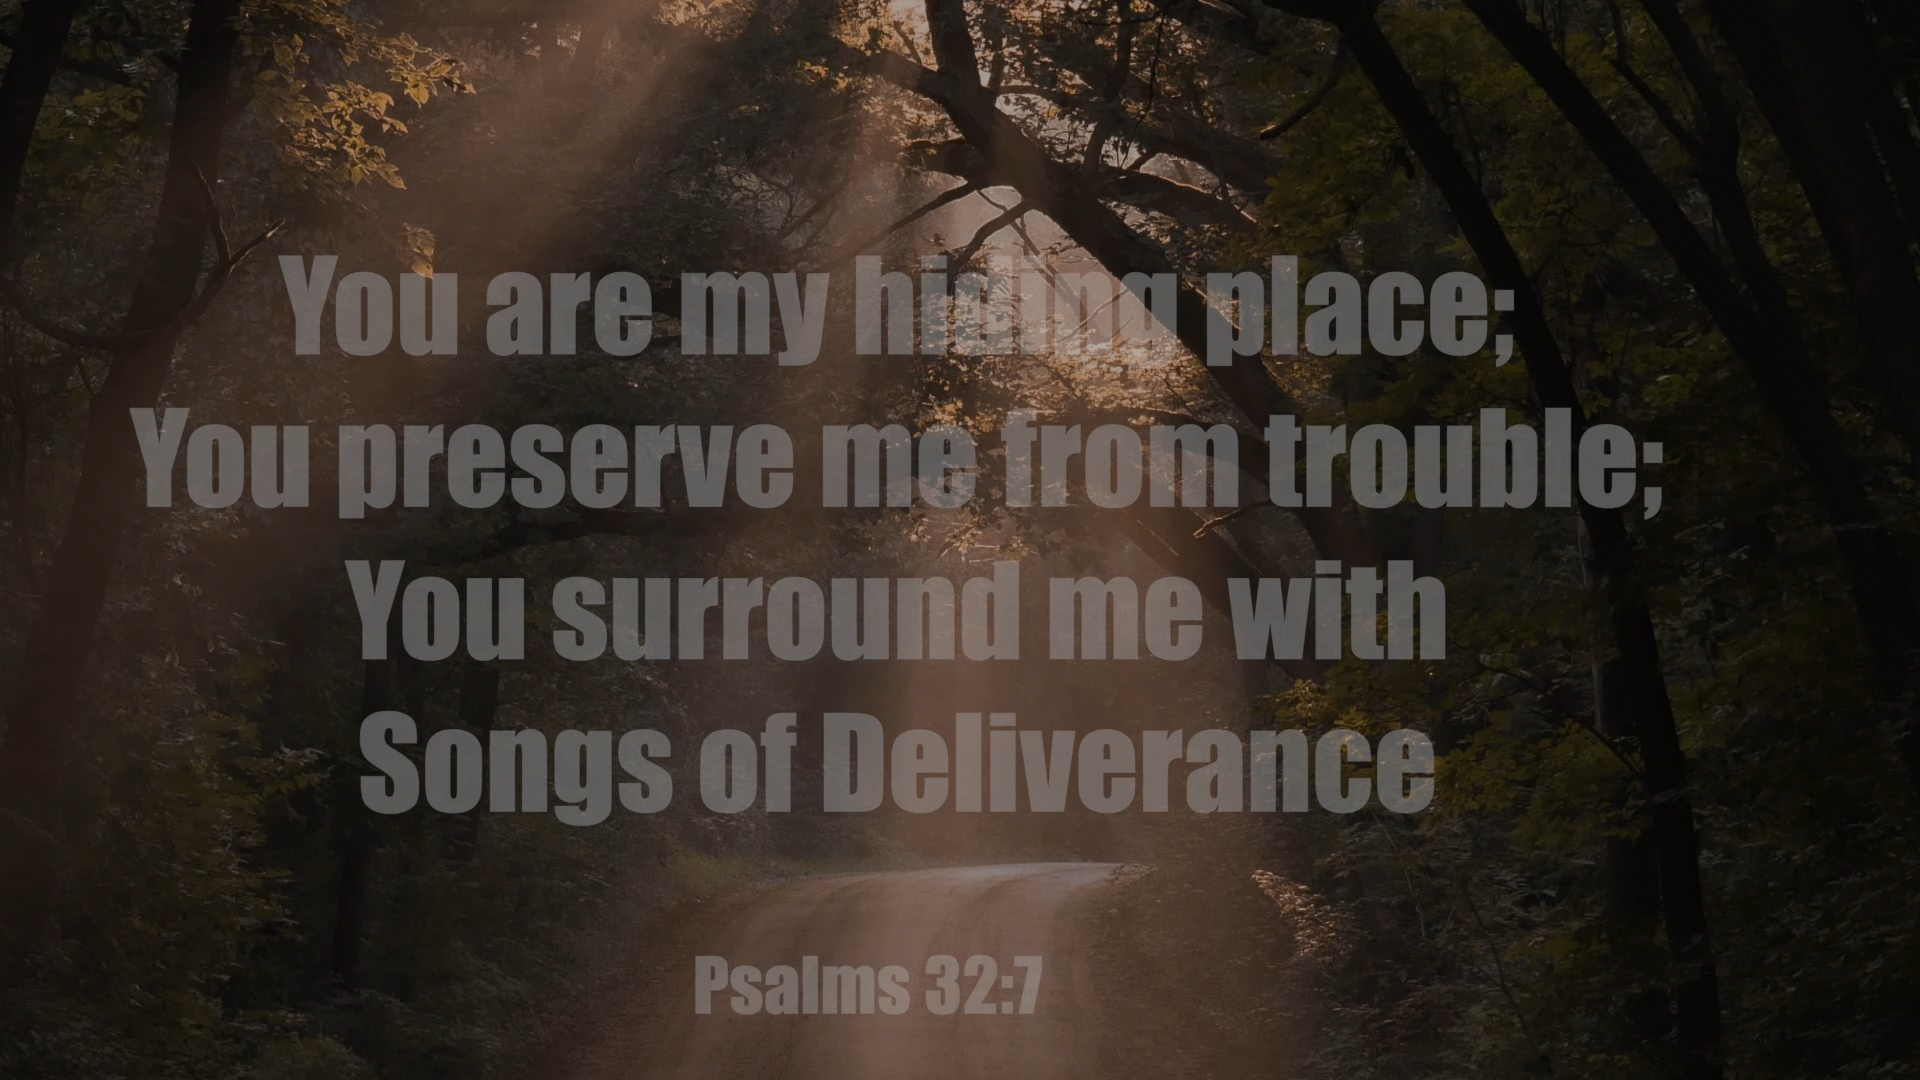 You are my hiding place;
You preserve me from trouble;
You surround me with
Songs of Deliverance
Psalms 32:7